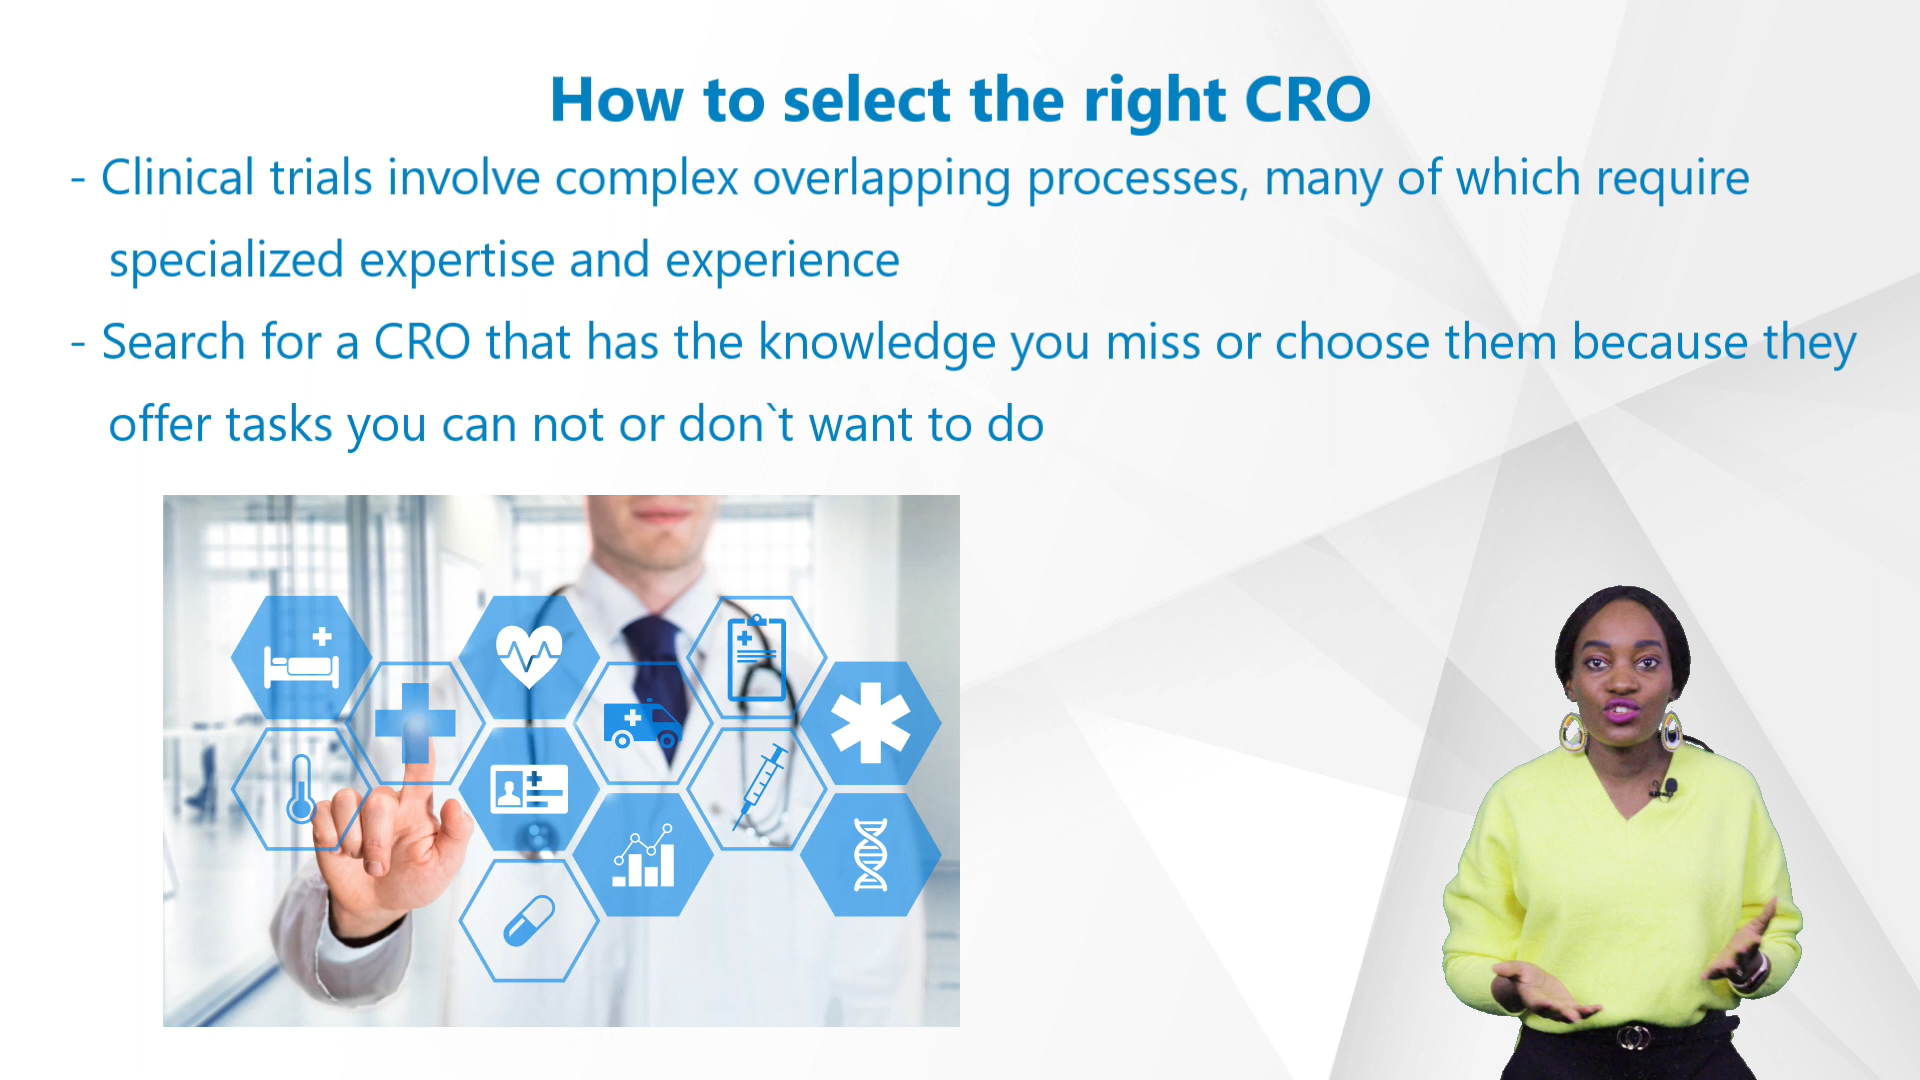 How to select the right CRO
- Clinical trials involve complex overlapping processes, many of which require
specialized expertise and experience
- Search for a CRO that has the knowledge you miss or choose them because they
offer tasks you can not or don`t want to do